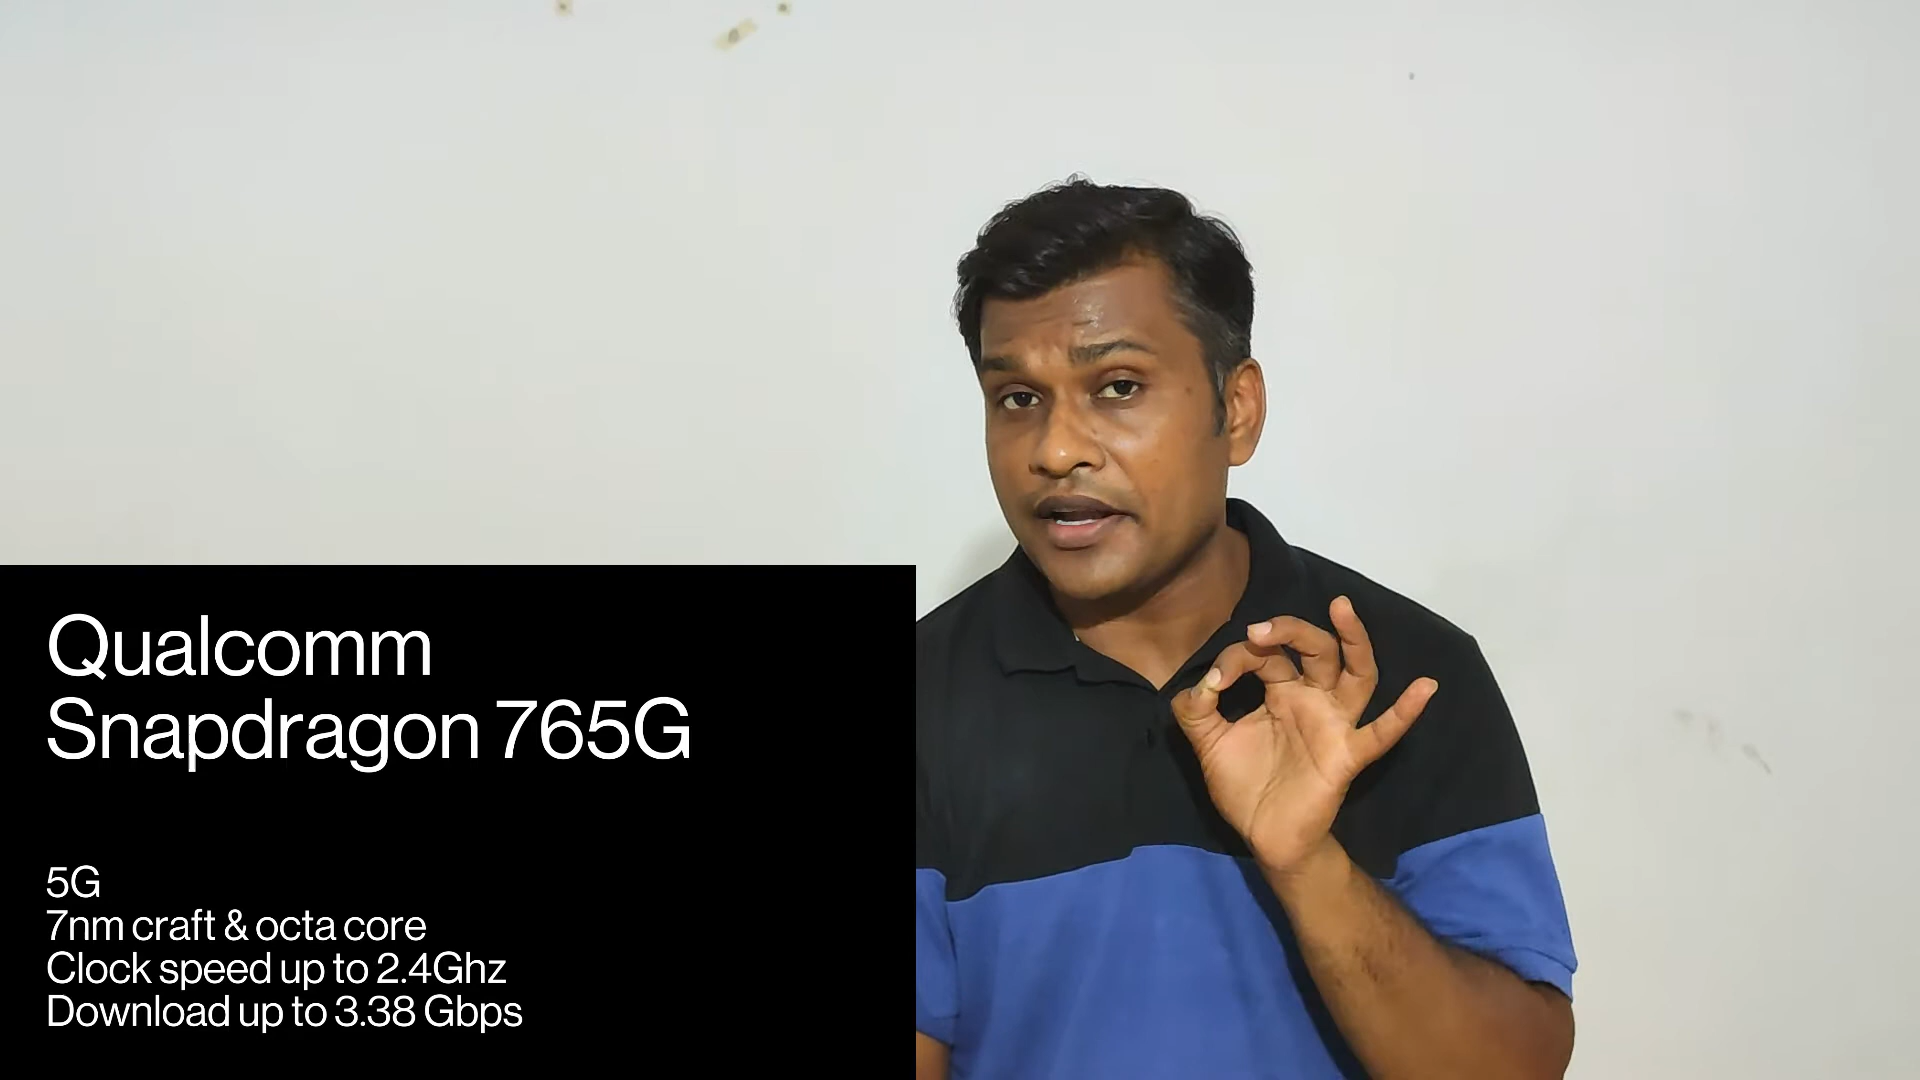 Qualcomm
Snapdragon 765G
5G
7nm craft & octa core
Clock speed up to 2.4Ghz
Download up to 3.38 Gbps